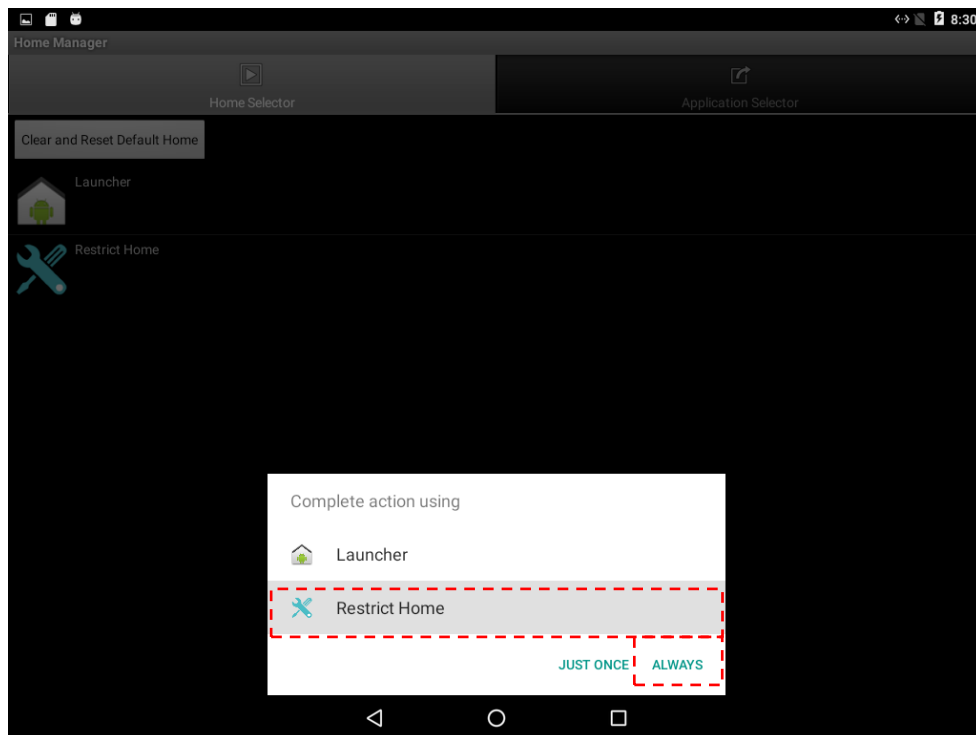 8:30
Home Manager
Home Selector
Application Selector
Clear and Reset Default Home
Launcher
Restrict Home
Complete action using
Launcher
Restrict Home
JUST ONCE ALWAYS